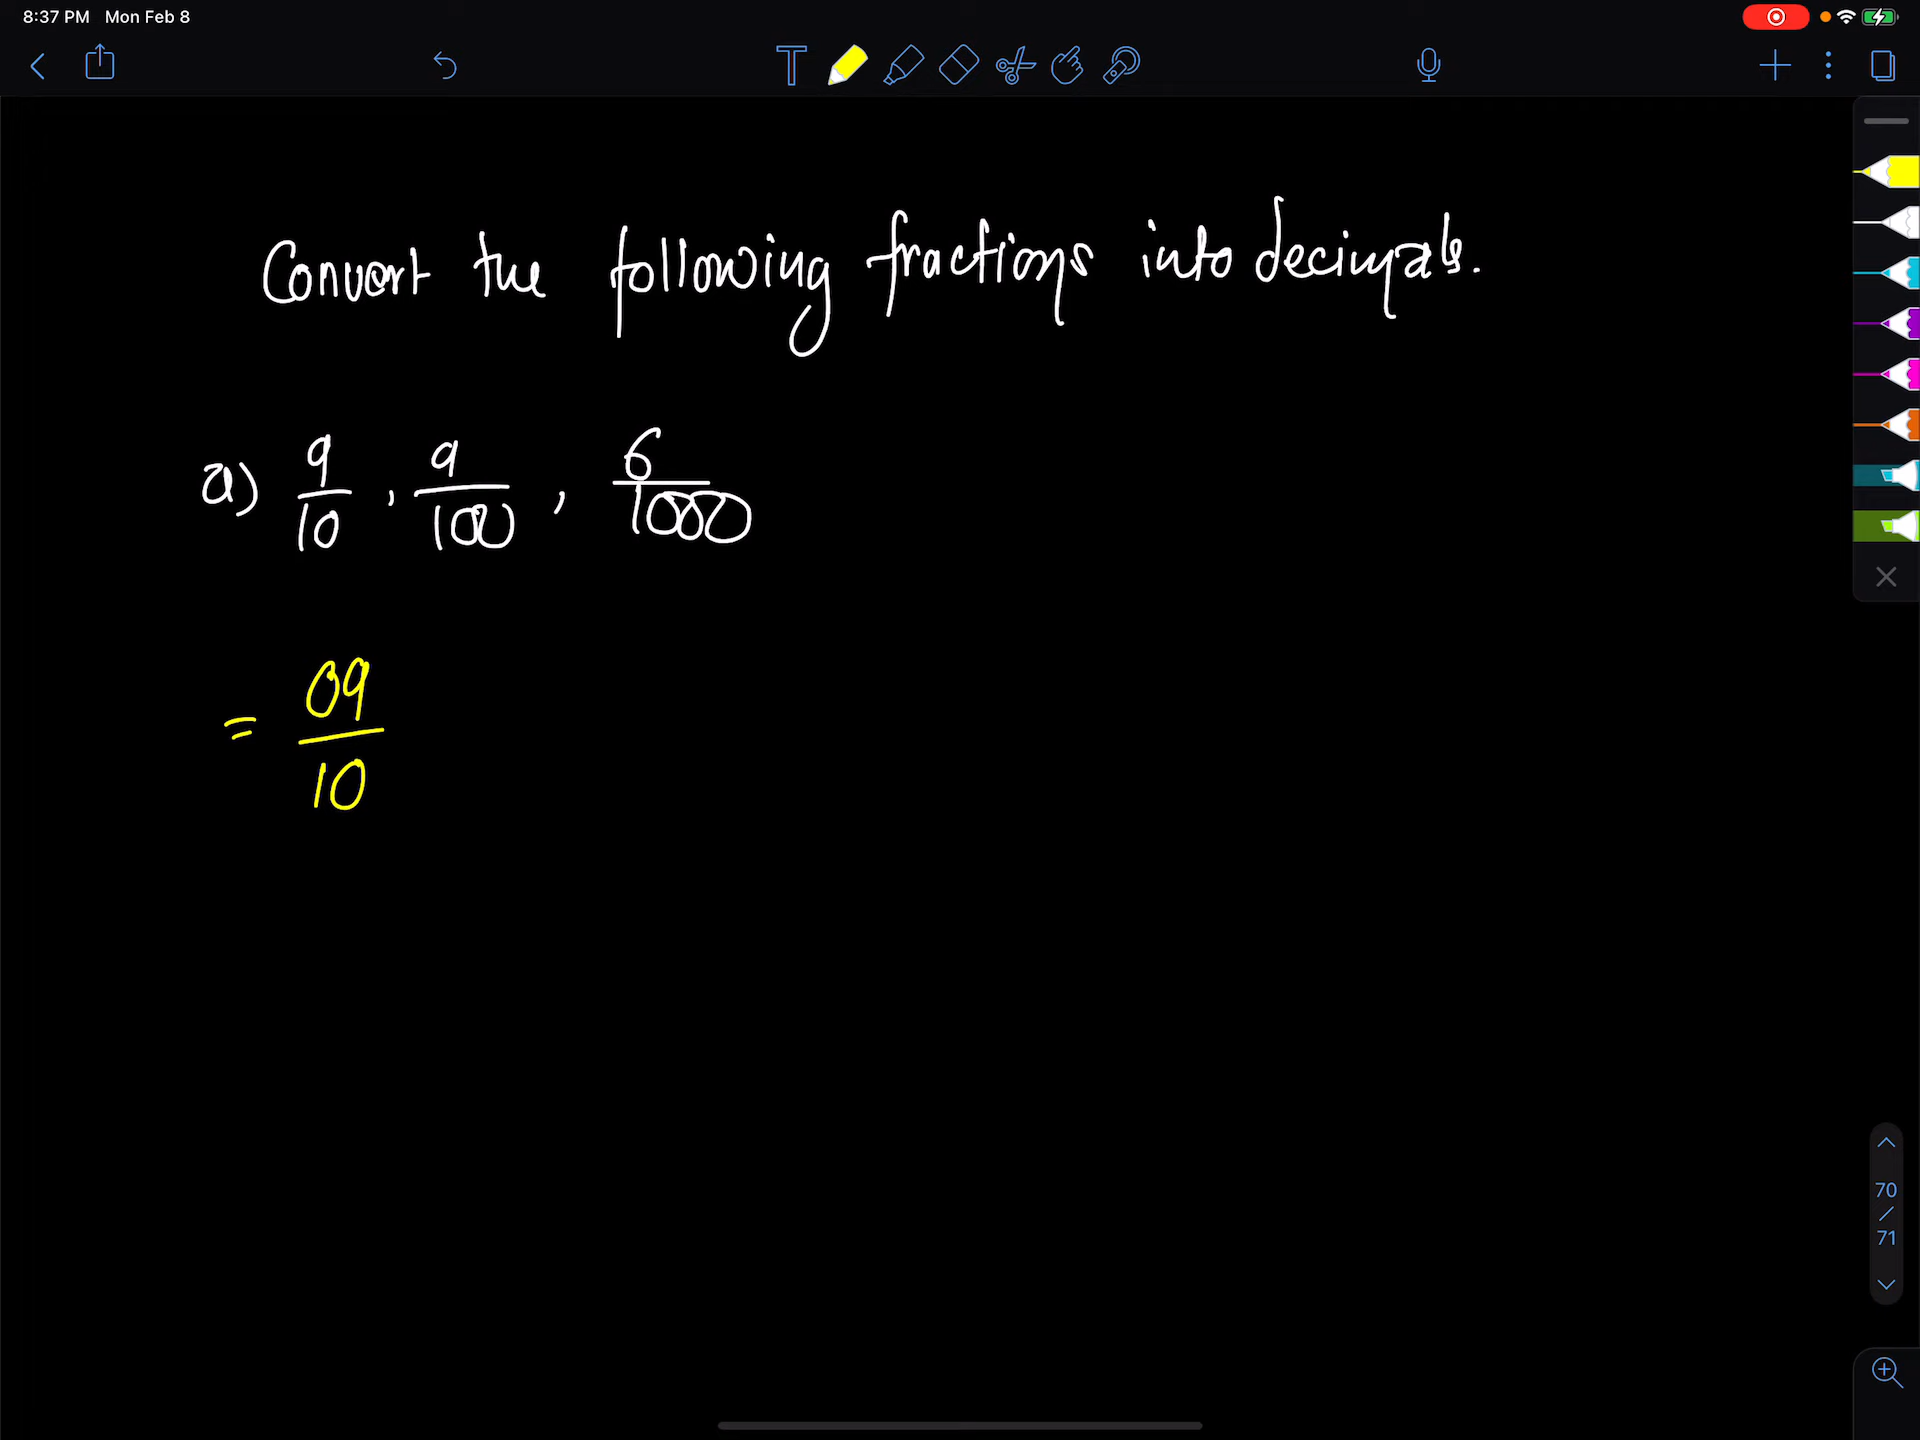 8:37 PM Mon Feb 8
Convert the following fractions into decimals.
a) 9/10, 9/100, 6/1000
= 09/10
70
/
71